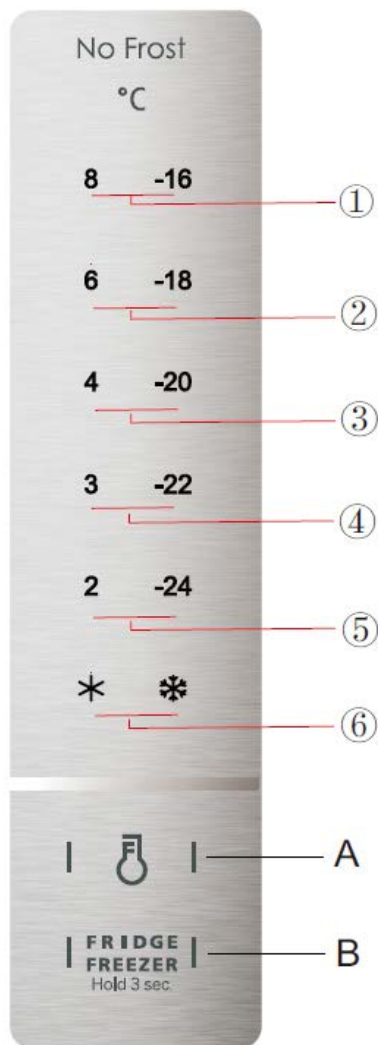 No Frost
°C
8 -16 ①
6 -18 ②
4 -20 ③
3 -22 ④
2 -24 ⑤
⑥
F A
FRIDGE B
FREEZER
Hold 3 sec